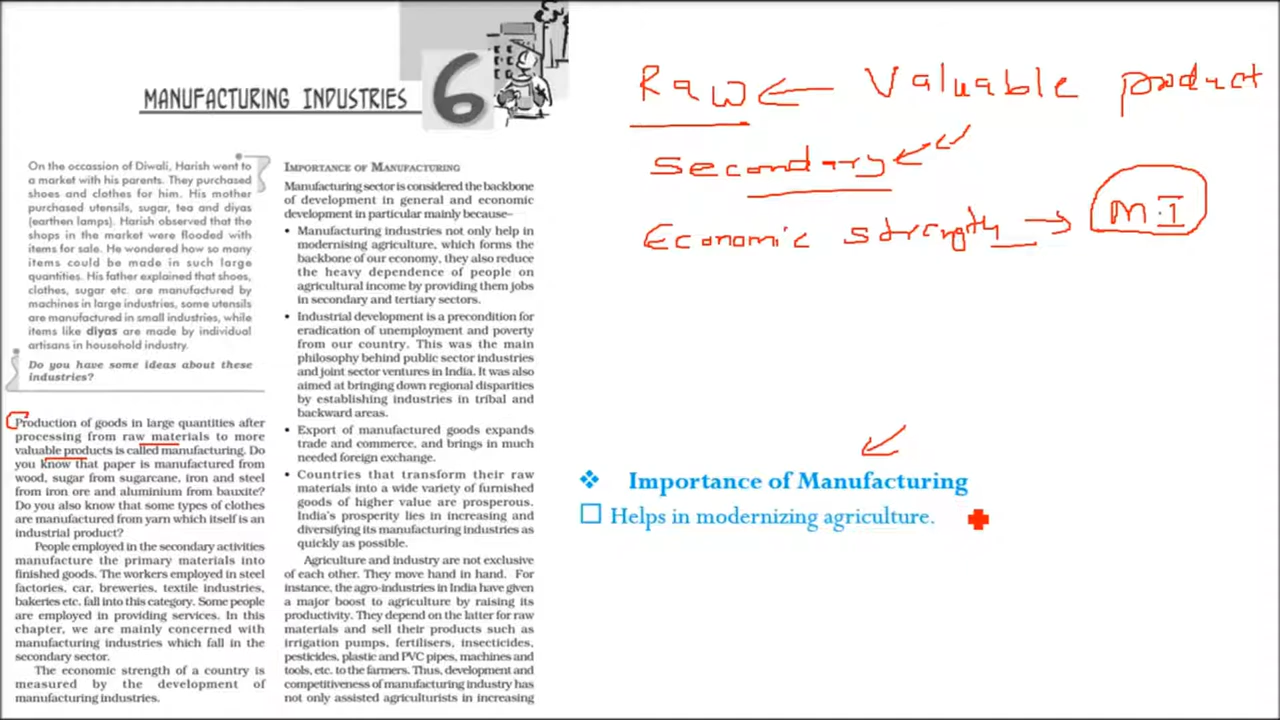 MANUFACTURING INDUSTRIES 6
On the occassion of Diwali, Harish went to
a market with his parents. They purchased
shoes and clothes for him. His mother
purchased utensils, sugar, tea and diyas
(earthen lamps). Harish observed that the
shops in the market were flooded with
items for sale. He wondered how so many
items could be made in such large
quantities. His father explained that shoes,
clothes, sugar etc. are manufactured by
machines in large industries, some utensils
are manufactured in small industries, while
items like diyas are made by individual
artisans in household industry.
Do you have some ideas about these
industries?
Production of goods in large quantities after
processing from raw materials to more
valuable products is called manufacturing. Do
you know that paper is manufactured from
wood, sugar from sugarcane, iron and steel
from iron ore and aluminium from bauxite?
Do you also know that some types of clothes
are manufactured from yarn which itself is an
industrial product?
People employed in the secondary activities
manufacture the primary materials into
finished goods. The workers employed in steel
factories, car, breweries, textile industries,
bakeries etc. fall into this category. Some people
are employed in providing services. In this
chapter, we are mainly concerned with
manufacturing industries which fall in the
secondary sector.
The economic strength of a country is
measured by the development of
manufacturing industries.
IMPORTANCE OF MANUFACTURING
Manufacturing sector is considered the backbone
of development in general and economic
development in particular mainly because–
• Manufacturing industries not only help in
modernising agriculture, which forms the
backbone of our economy, they also reduce
the heavy dependence of people on
agricultural income by providing them jobs
in secondary and tertiary sectors.
• Industrial development is a precondition for
eradication of unemployment and poverty
from our country. This was the main
philosophy behind public sector industries
and joint sector ventures in India. It was also
aimed at bringing down regional disparities
by establishing industries in tribal and
backward areas.
• Export of manufactured goods expands
trade and commerce, and brings in much
needed foreign exchange.
• Countries that transform their raw
materials into a wide variety of furnished
goods of higher value are prosperous.
India's prosperity lies in increasing and
diversifying its manufacturing industries as
quickly as possible.
Agriculture and industry are not exclusive
of each other. They move hand in hand. For
instance, the agro-industries in India have given
a major boost to agriculture by raising its
productivity. They depend on the latter for raw
materials and sell their products such as
irrigation pumps, fertilisers, insecticides,
pesticides, plastic and PVC pipes, machines and
tools, etc. to the farmers. Thus, development and
competitiveness of manufacturing industry has
not only assisted agriculturists in increasing
Raw ← Valuable product
Secondary
Economic strength → M.I
❖ Importance of Manufacturing
☐ Helps in modernizing agriculture.